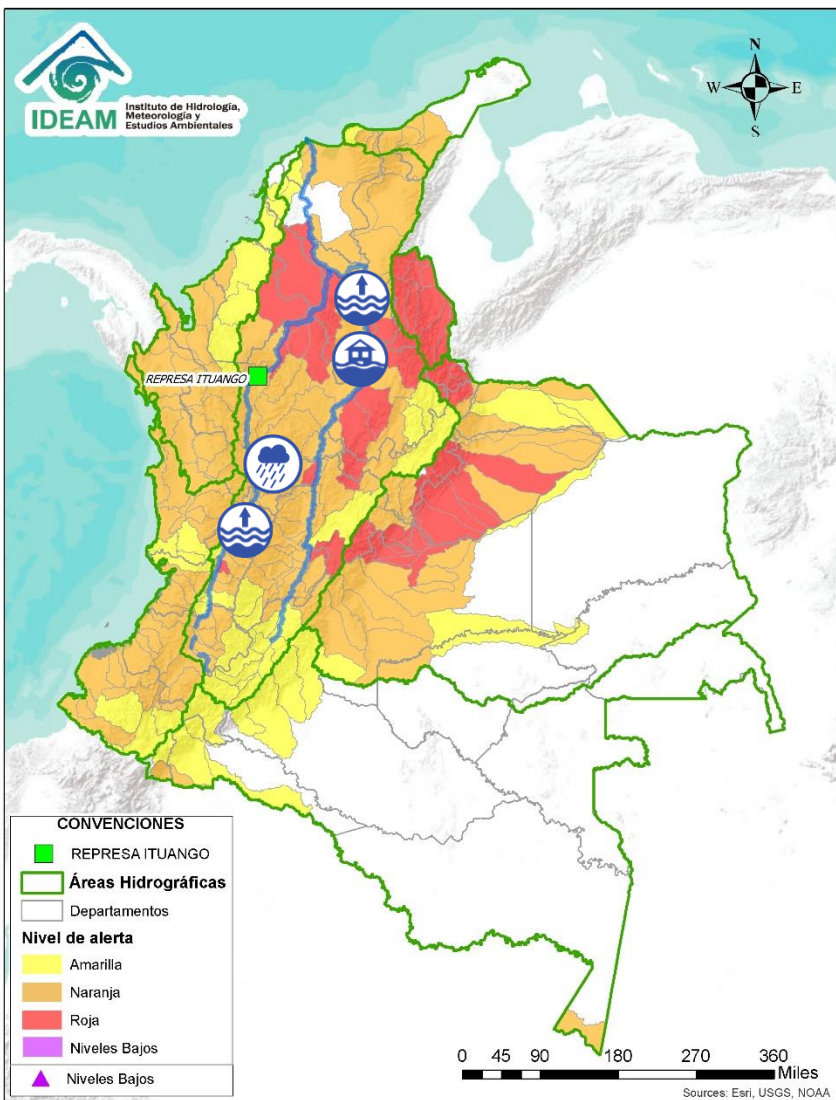 IDEAM
Instituto de Hidrología,
Meteorología y
Estudios Ambientales
N
W
E
S
REPRESA ITUANGO
CONVENCIONES
REPRESA ITUANGO
Áreas Hidrográficas
Departamentos
Nivel de alerta
Amarilla
Naranja
Roja
Niveles Bajos
Niveles Bajos
0 45 90 180 270 360
Miles
Sources: Esri, USGS, NOAA